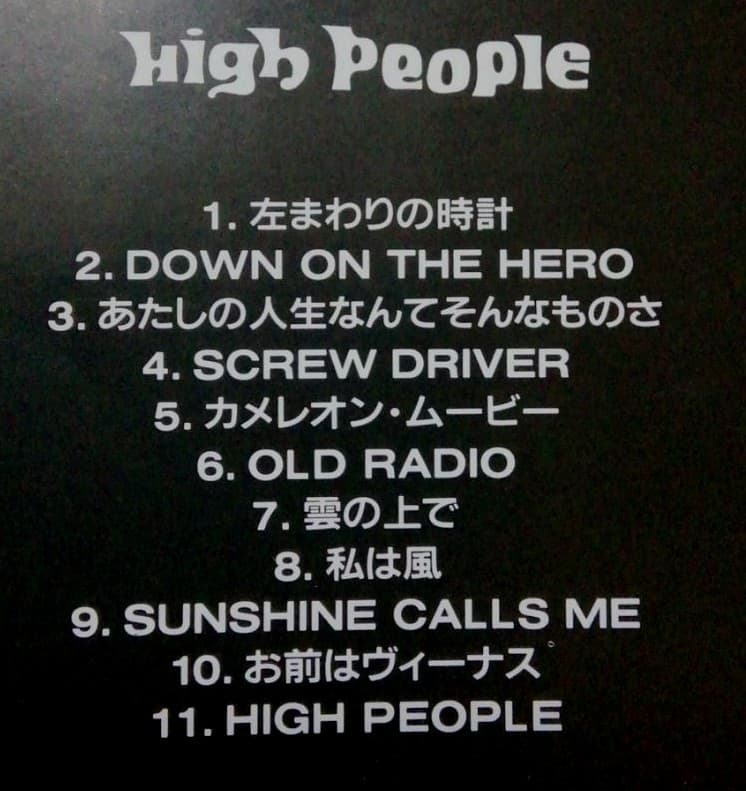 High People
1. 左まわりの時計
2. DOWN ON THE HERO
3. あたしの人生なんてそんなものさ
4. SCREW DRIVER
5. カメレオン・ムービー
6. OLD RADIO
7. 雲の上で
8. 私は風
9. SUNSHINE CALLS ME
10. お前はヴィーナス
11. HIGH PEOPLE